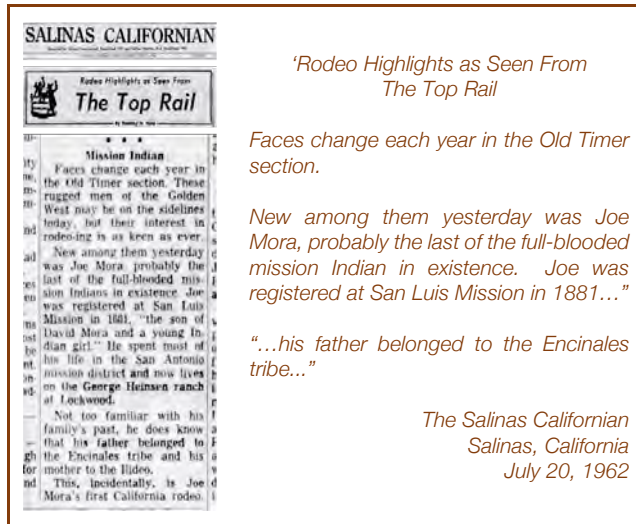 SALINAS CALIFORNIAN
Rodeo Highlights as Seen From
The Top Rail
Mission Indian
Faces change each year in
the Old Timer section. These
rugged men of the Golden
West may be on the sidelines
today, but their interest in
rodeo-ing is as keen as ever.
New among them yesterday
was Joe Mora, probably the
last of the full-blooded mis-
sion Indians in existence. Joe
was registered at San Luis
Mission in 1881, "the son of
David Mora and a young In-
dian girl." He spent most of
his life in the San Antonio
mission district and now lives
on the George Heinsen ranch
at Lockwood.
Not too familiar with his
family's past, he does know
that his father belonged to
the Encinales tribe and his
mother to the Ilideo.
This, incidentally, is Joe
Mora's first California rodeo.
‘Rodeo Highlights as Seen From
The Top Rail
Faces change each year in the Old Timer
section.
New among them yesterday was Joe
Mora, probably the last of the full-blooded
mission Indian in existence. Joe was
registered at San Luis Mission in 1881…”
“…his father belonged to the Encinales
tribe...”
The Salinas Californian
Salinas, California
July 20, 1962